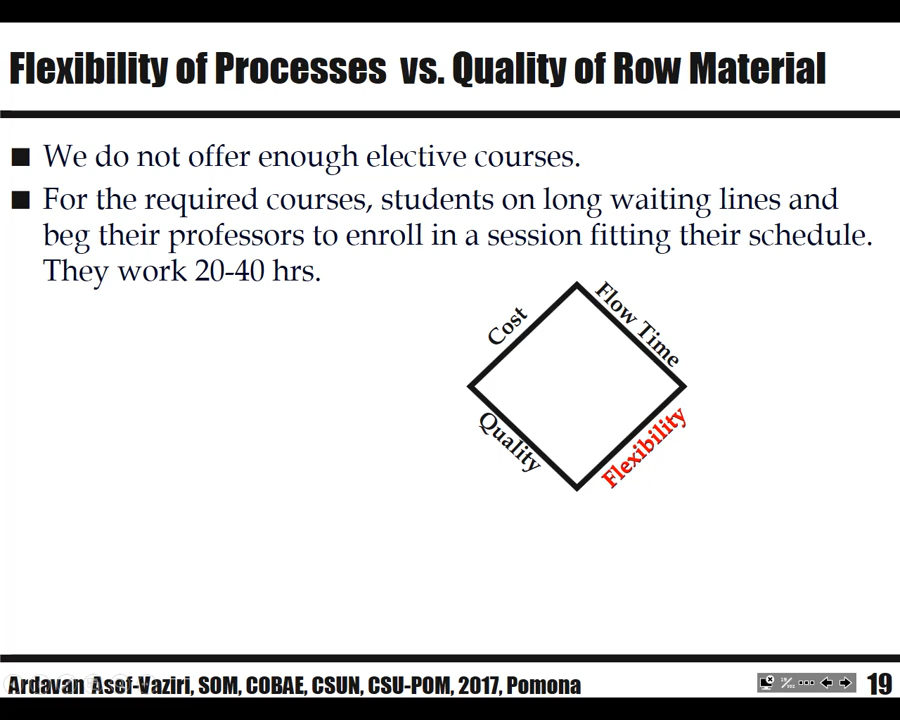 Flexibility of Processes vs. Quality of Row Material
We do not offer enough elective courses.
For the required courses, students on long waiting lines and
beg their professors to enroll in a session fitting their schedule.
They work 20-40 hrs.
Cost
Flow Time
Quality
Flexibility
Ardavan Asef-Vaziri, SOM, COBAE, CSUN, CSU-POM, 2017, Pomona
19